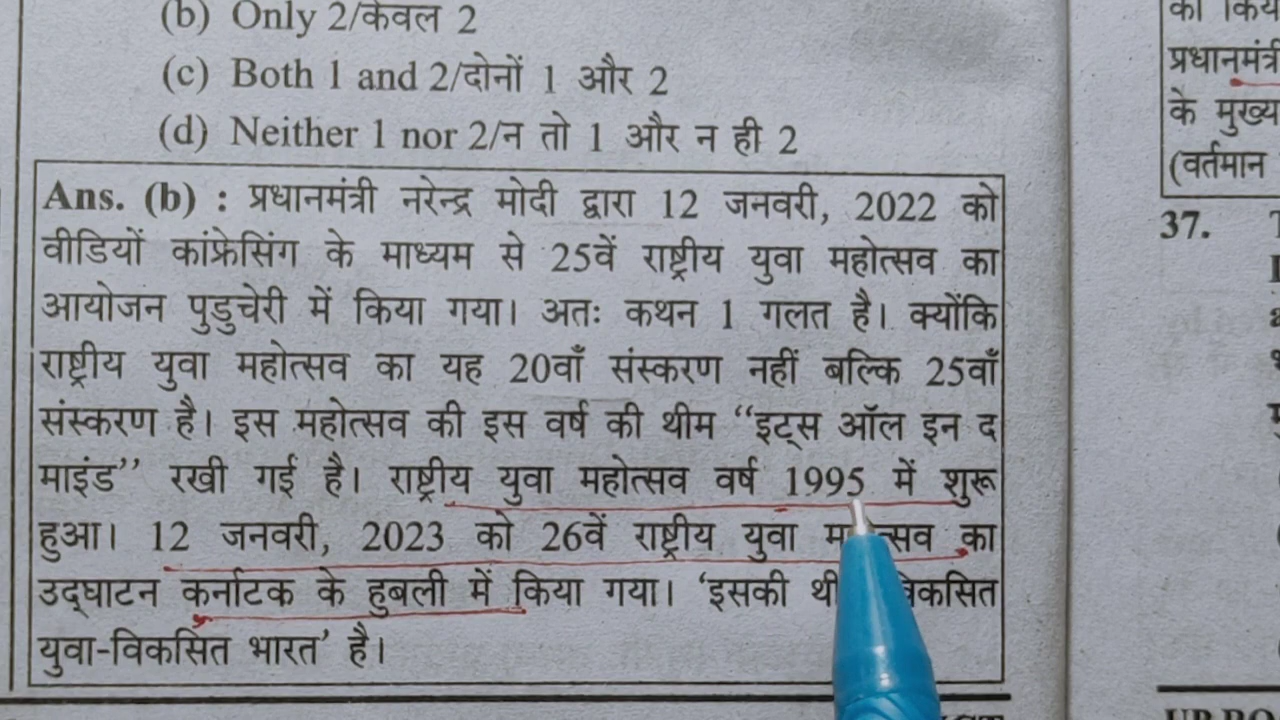 (b) Only 2/केवल 2
(c) Both 1 and 2/दोनों 1 और 2
(d) Neither 1 nor 2/न तो 1 और न ही 2
Ans. (b) : प्रधानमंत्री नरेन्द्र मोदी द्वारा 12 जनवरी, 2022 को
वीडियों कांफ्रेसिंग के माध्यम से 25वें राष्ट्रीय युवा महोत्सव का
आयोजन पुडुचेरी में किया गया। अतः कथन 1 गलत है। क्योंकि
राष्ट्रीय युवा महोत्सव का यह 20वाँ संस्करण नहीं बल्कि 25वाँ
संस्करण है। इस महोत्सव की इस वर्ष की थीम “इट्स ऑल इन द
माइंड’’ रखी गई है। राष्ट्रीय युवा महोत्सव वर्ष 1995 में शुरू
हुआ। 12 जनवरी, 2023 को 26वें राष्ट्रीय युवा का
उद्घाटन कर्नाटक के हुबली में किया गया। ‘इसकी
युवा-विकसित भारत’ है।
प्रधानमंत्री
के मुख्य
(वर्तमान
37.